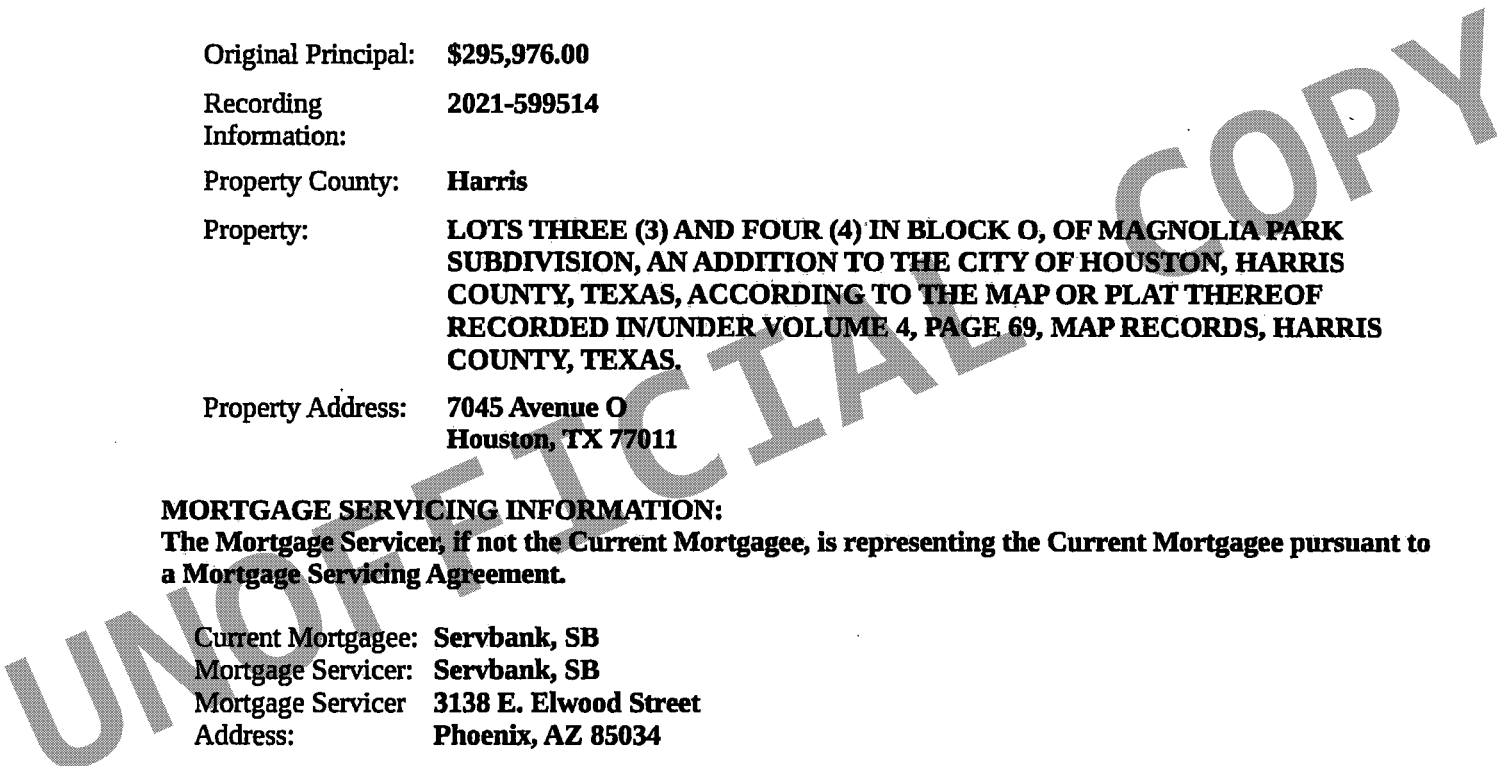 Original Principal: $295,976.00
Recording 2021-599514
Information:
Property County: Harris
Property: LOTS THREE (3) AND FOUR (4) IN BLOCK O, OF MAGNOLIA PARK
SUBDIVISION, AN ADDITION TO THE CITY OF HOUSTON, HARRIS
COUNTY, TEXAS, ACCORDING TO THE MAP OR PLAT THEREOF
RECORDED IN/UNDER VOLUME 4, PAGE 69, MAP RECORDS, HARRIS
COUNTY, TEXAS.
Property Address: 7045 Avenue O
Houston, TX 77011
MORTGAGE SERVICING INFORMATION:
The Mortgage Servicer, if not the Current Mortgagee, is representing the Current Mortgagee pursuant to
a Mortgage Servicing Agreement.
Current Mortgagee: Servbank, SB
Mortgage Servicer: Servbank, SB
Mortgage Servicer 3138 E. Elwood Street
Address: Phoenix, AZ 85034
UNOFFICIAL COPY